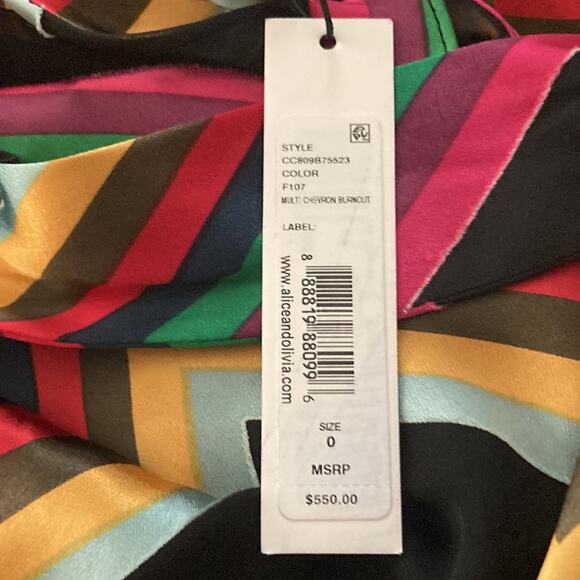 STYLE
CC809B75523
COLOR
F107
MULTI CHEVRON BURNOUT
LABEL:
8 88819 88099 6
www.aliceandolivia.com
SIZE
0
MSRP
$550.00